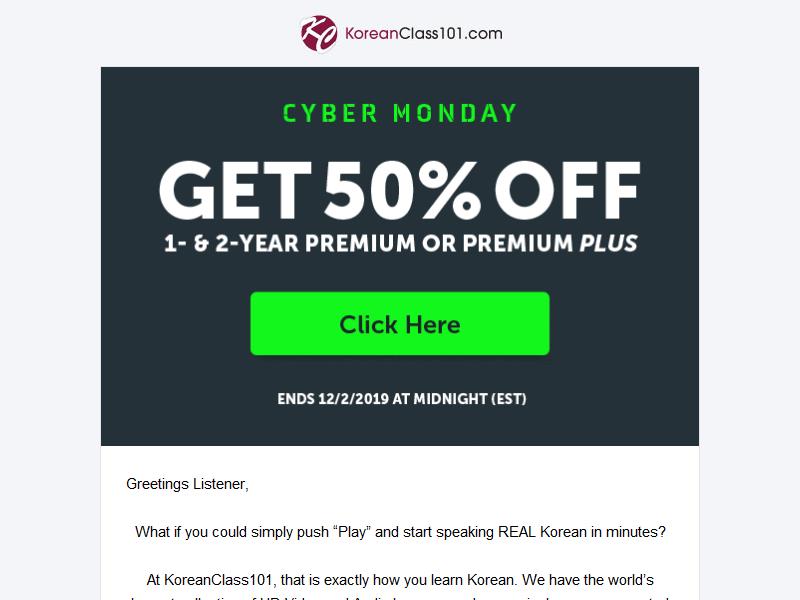 KoreanClass101.com
CYBER MONDAY
GET 50% OFF
1- & 2-YEAR PREMIUM OR PREMIUM PLUS
Click Here
ENDS 12/2/2019 AT MIDNIGHT (EST)
Greetings Listener,
What if you could simply push “Play” and start speaking REAL Korean in minutes?
At KoreanClass101, that is exactly how you learn Korean. We have the world’s